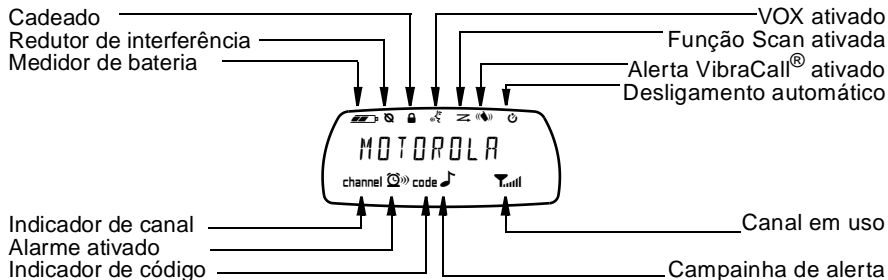 Cadeado
Redutor de interferência
Medidor de bateria
VOX ativado
Função Scan ativada
Alerta VibraCall® ativado
Desligamento automático
MOTOROLA
channel code
Indicador de canal
Alarme ativado
Indicador de código
Canal em uso
Campainha de alerta